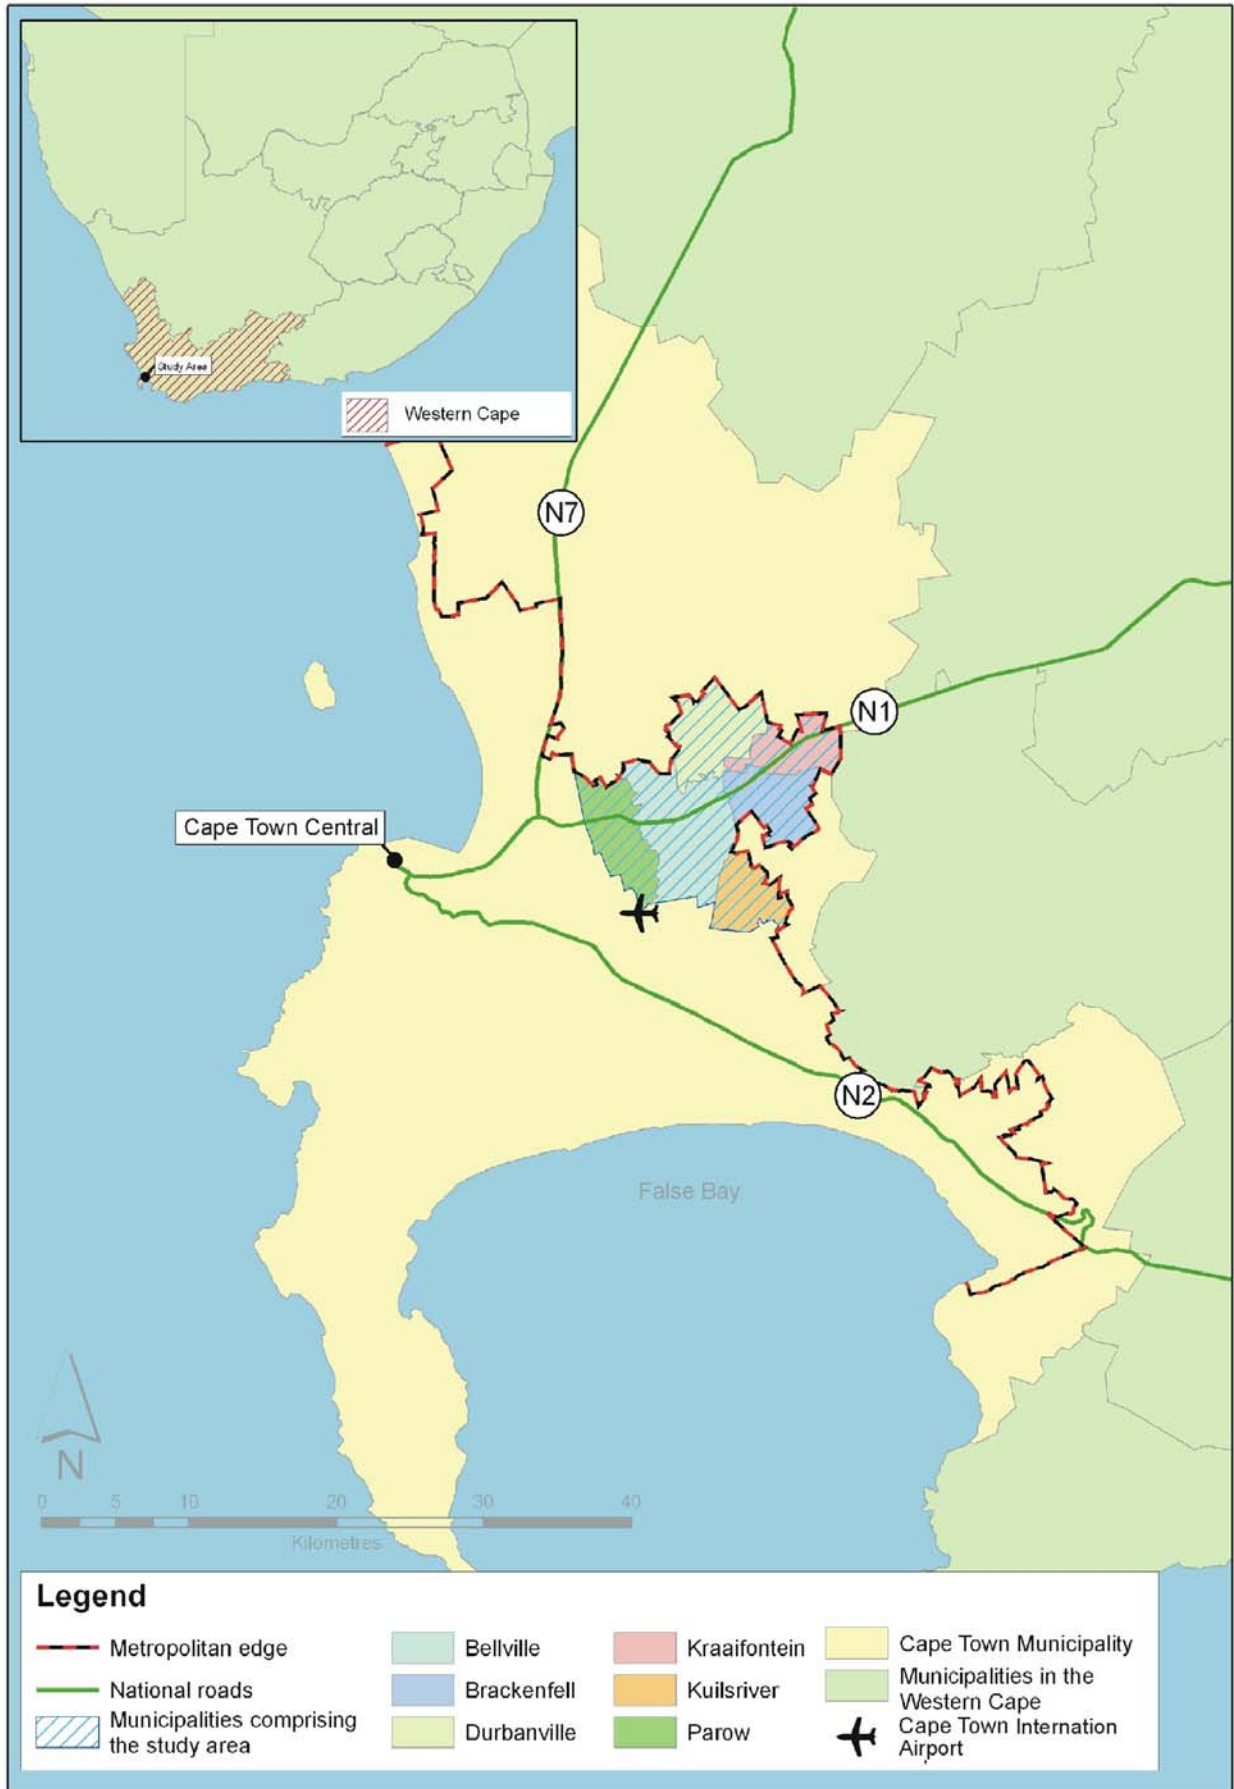 Study Area
Western Cape
N7
N1
Cape Town Central
N2
False Bay
N
0 5 10 20 30 40
Kilometres
Legend
Metropolitan edge
National roads
Municipalities comprising
the study area
Bellville
Brackenfell
Durbanville
Kraaifontein
Kuilsriver
Parow
Cape Town Municipality
Municipalities in the
Western Cape
Cape Town Internation
Airport